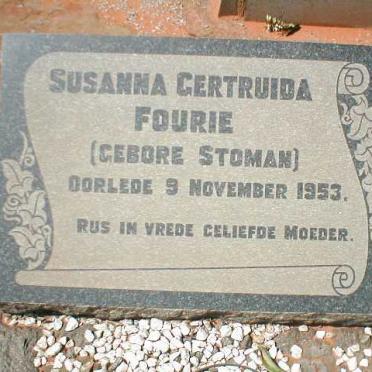 SUSANNA GERTRUIDA
FOURIE
(GEBORE STOMAN)
OORLEDE 9 NOVEMBER 1953.
RUS IN VREDE GELIEFDE MOEDER.